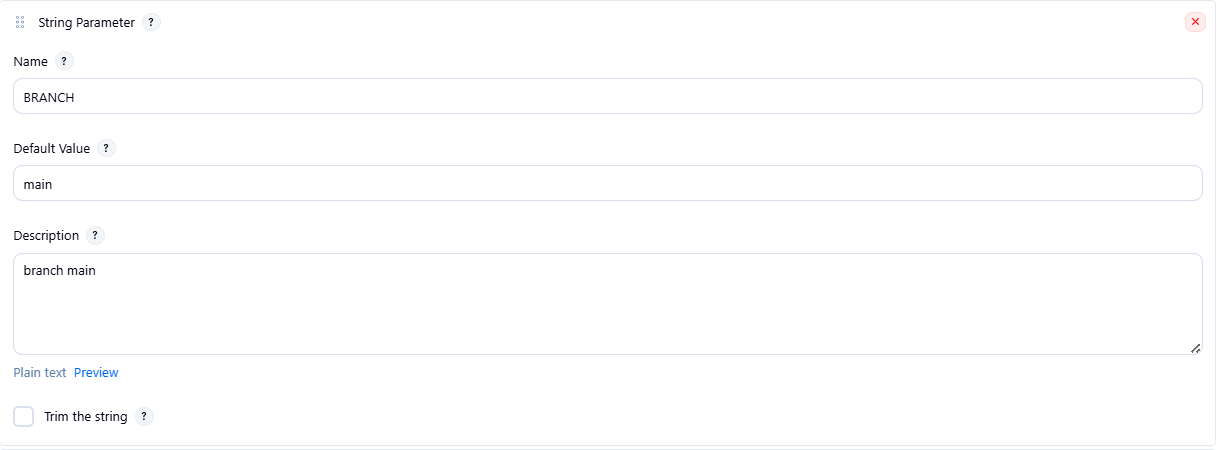 String Parameter ?
Name ?
BRANCH
Default Value ?
main
Description ?
branch main
Plain text Preview
Trim the string ?